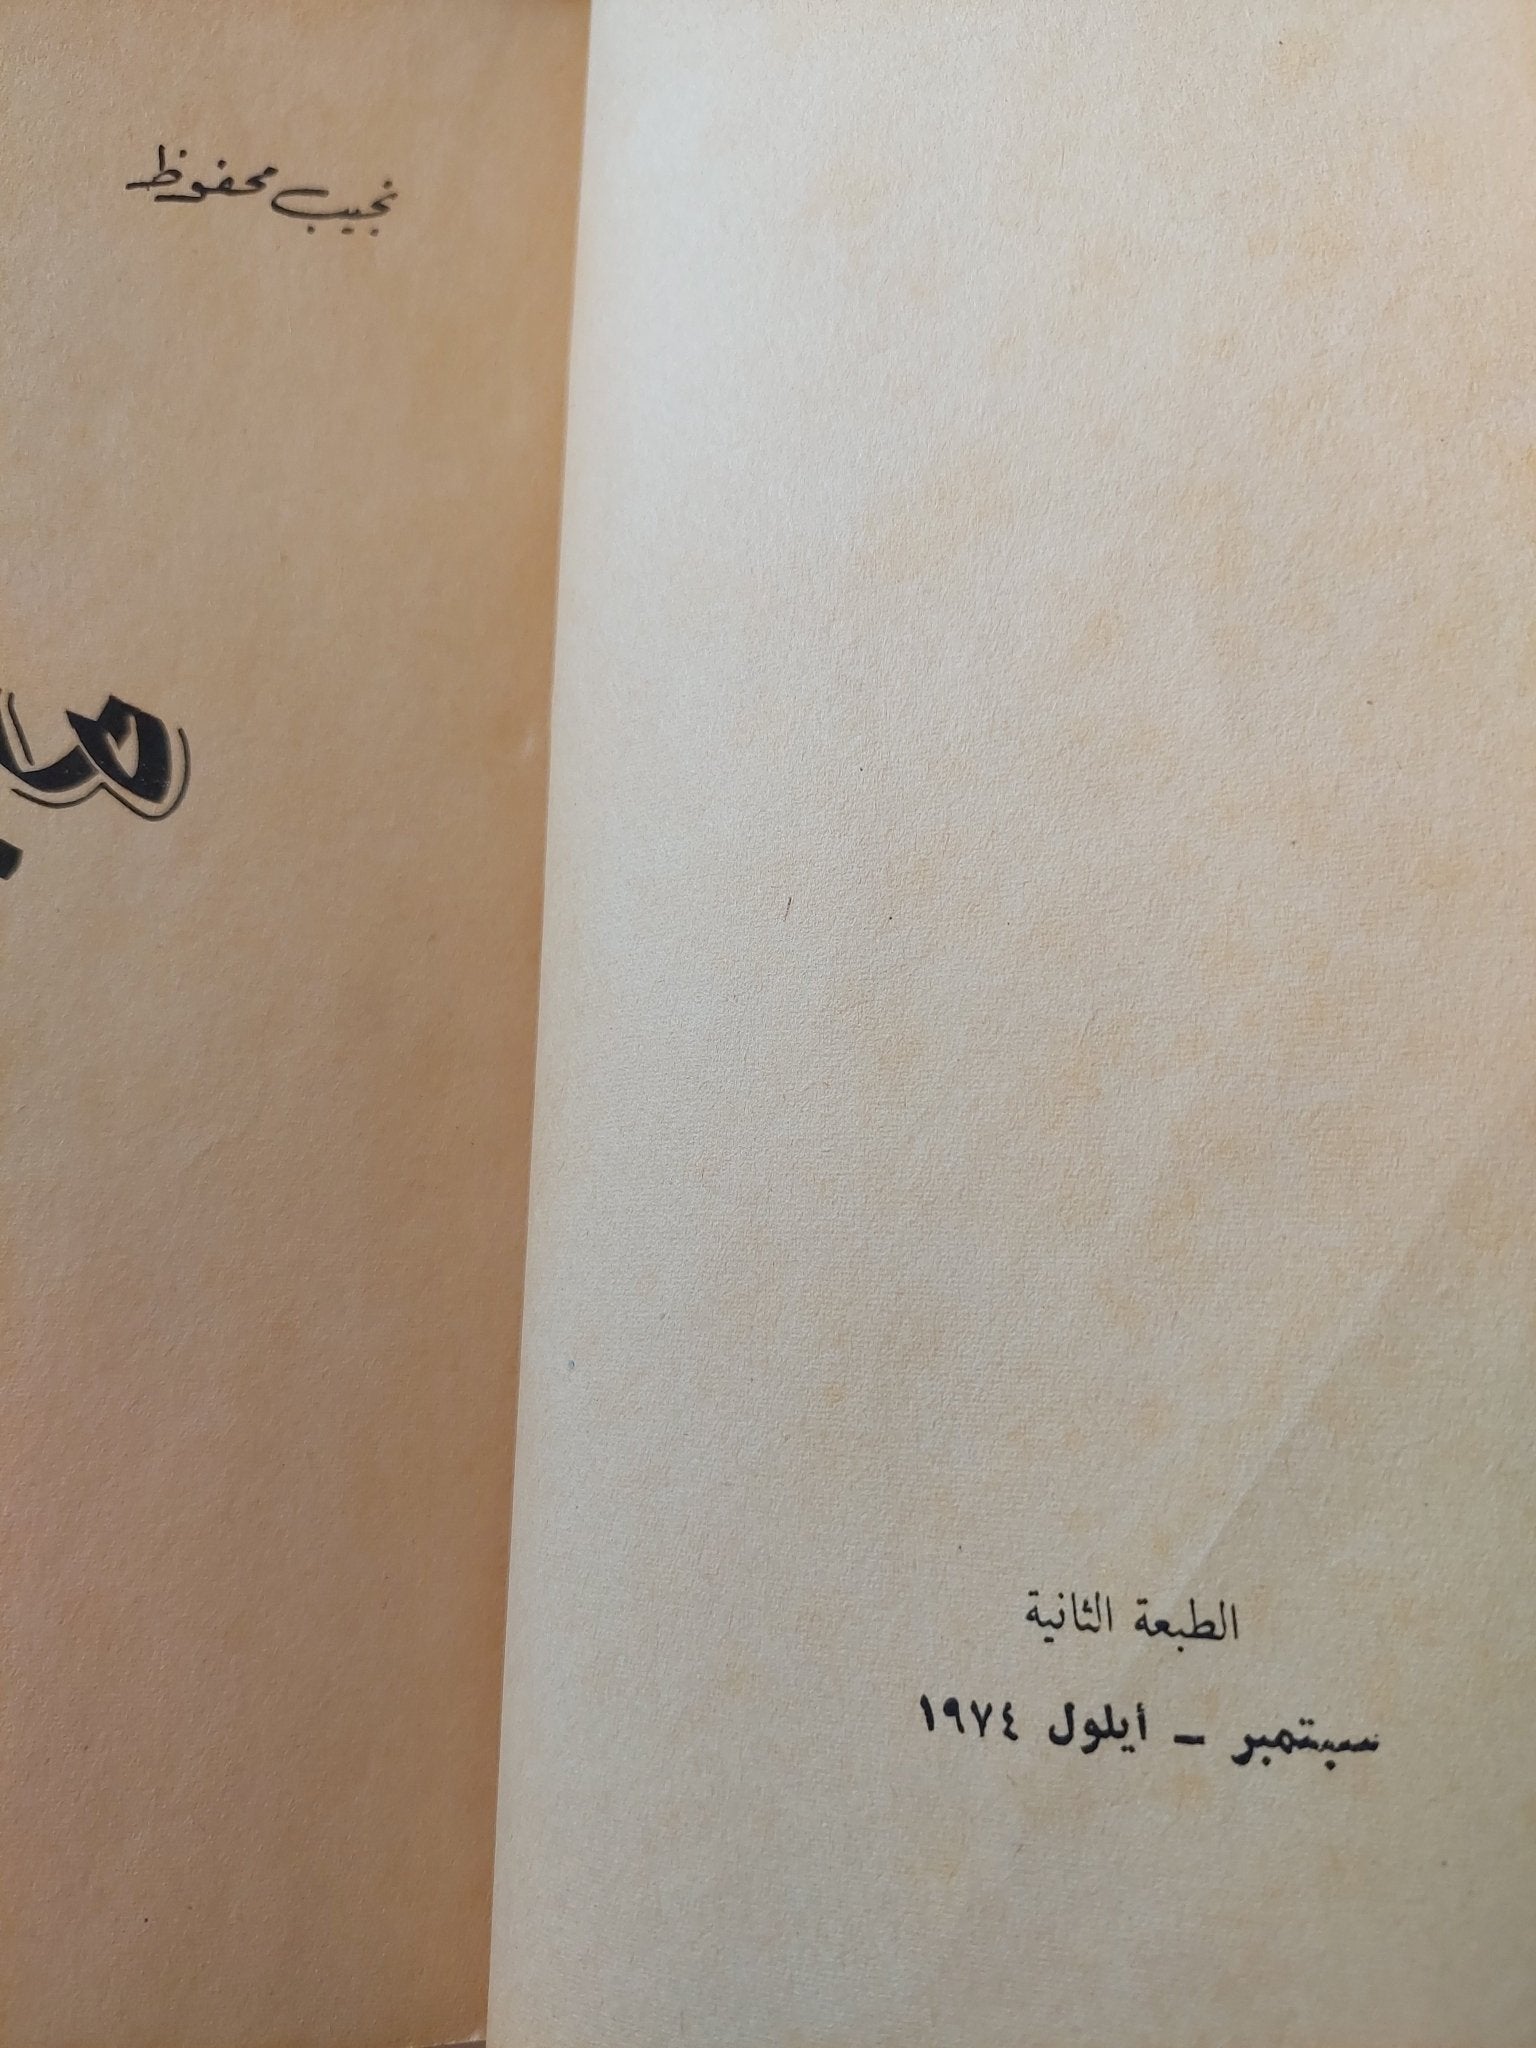 الطبعة الثانية
سبتمبر – أيلول ١٩٧٤
نجيب محفوظ